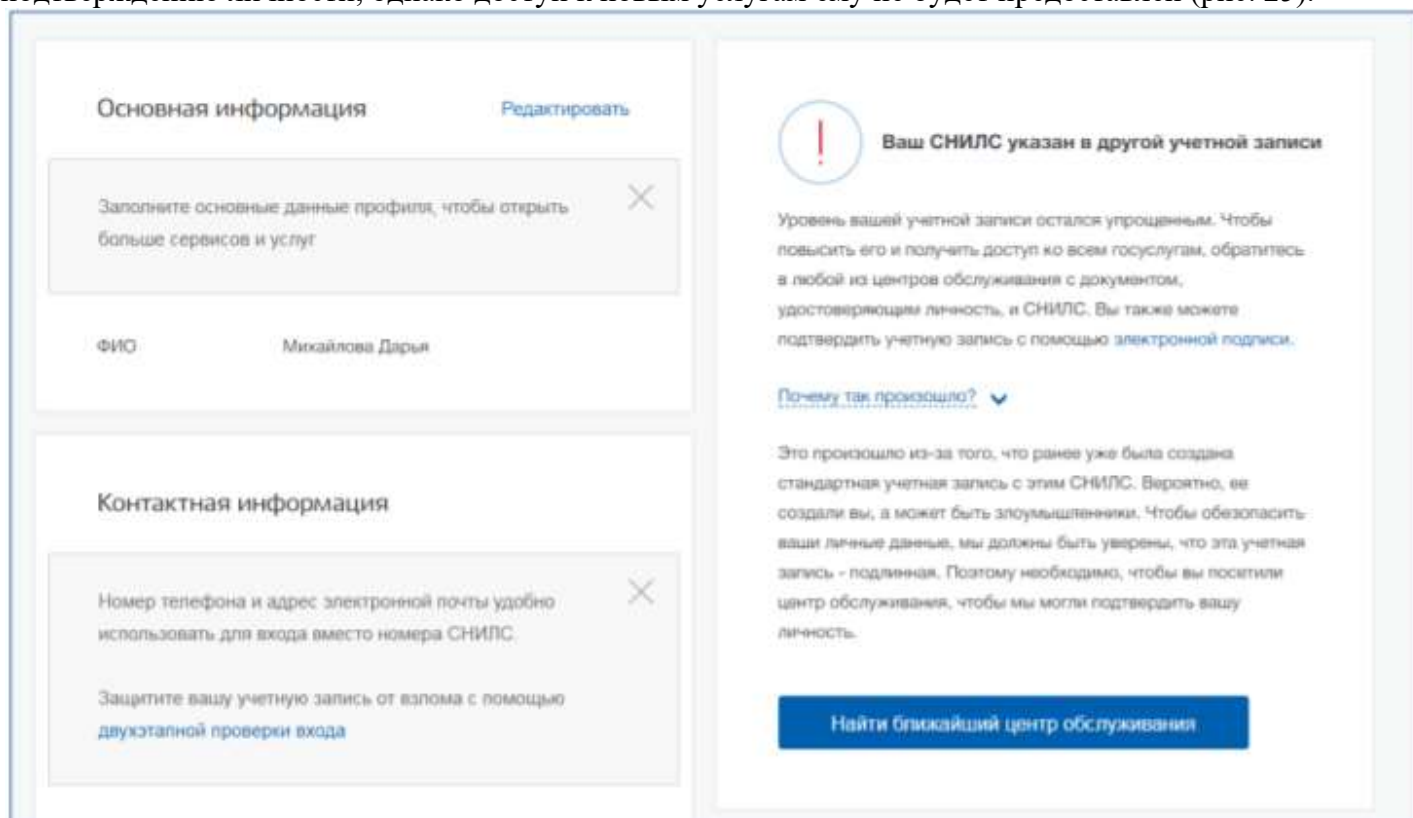 подтверждению личности, однако доступ к новым услугам ему не будет предоставлен (рис. 25).
Основная информация
Редактировать
Заполните основные данные профиля, чтобы открыть
больше сервисов и услуг
ФИО
Михайлова Дарья
Контактная информация
Номер телефона и адрес электронной почты удобно
использовать для входа вместо номера СНИЛС
Защитите вашу учетную запись от взлома с помощью
двухэтапной проверки входа
Ваш СНИЛС указан в другой учетной записи
Уровень вашей учетной записи остался упрощенным. Чтобы
повысить его и получить доступ ко всем госуслугам, обратитесь
в любой из центров обслуживания с документом,
удостоверяющим личность, и СНИЛС. Вы также можете
подтвердить учетную запись с помощью электронной подписи.
Почему так произошло?
Это произошло из-за того, что ранее уже была создана
стандартная учетная запись с этим СНИЛС. Вероятно, ее
создали вы, а может быть злоумышленники. Чтобы обезопасить
ваши личные данные, мы должны быть уверены, что эта учетная
запись - подлинная. Поэтому необходимо, чтобы вы посетили
центр обслуживания, чтобы мы могли подтвердить вашу
личность.
Найти ближайший центр обслуживания